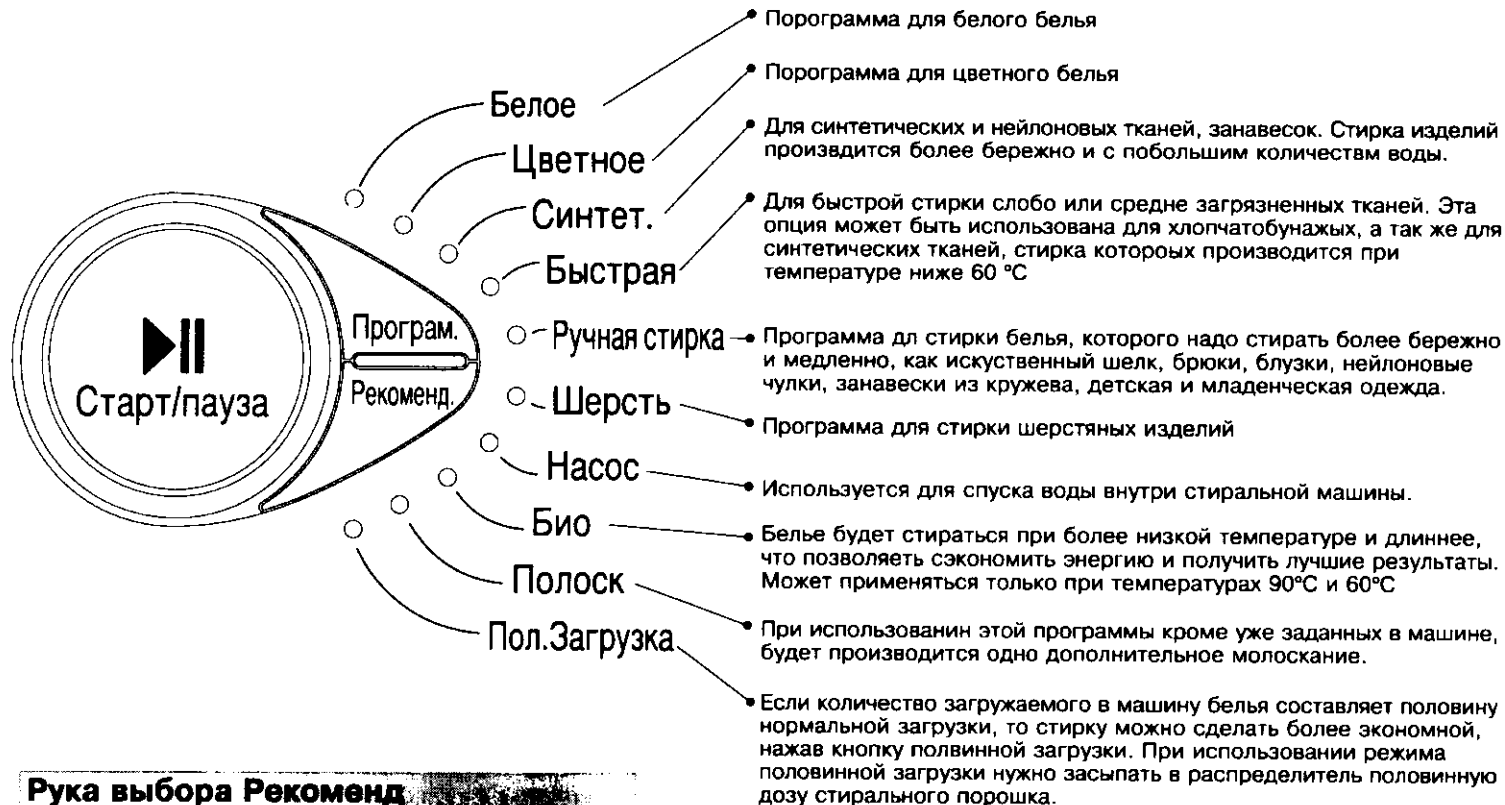 Порограмма для белого белья
Порограмма для цветного белья
Белое
Для синтетических и нейлоновых тканей, занавесок. Стирка изделий
произвдится более бережно и с побольшим количествм воды.
Цветное
Синтет.
Для быстрой стирки слобо или средне загрязненных тканей. Эта
опция может быть использована для хлопчатобунажых, а так же для
синтетических тканей, стирка котороых производится при
температуре ниже 60 °C
Быстрая
Програм.
Рекоменд.
Старт/пауза
Ручная стирка
Программа дл стирки белья, которого надо стирать более бережно
и медленно, как искуственный шелк, брюки, блузки, нейлоновые
чулки, занавески из кружева, детская и младенческая одежда.
Шерсть
Программа для стирки шерстяных изделий
Насос
Используется для спуска воды внутри стиральной машины.
Био
Белье будет стираться при более низкой температуре и длиннее,
что позволяеть сэкономить энергию и получить лучшие результаты.
Может применяться только при температурах 90°C и 60°C
Полоск
При использованин этой программы кроме уже заданных в машине,
будет производится одно дополнительное молоскание.
Пол.Загрузка
Если количество загружаемого в машину белья составляет половину
нормальной загрузки, то стирку можно сделать более экономной,
нажав кнопку полвинной загрузки. При использовании режима
половинной загрузки нужно засыпать в распределитель половинную
дозу стирального порошка.
Рука выбора Рекоменд